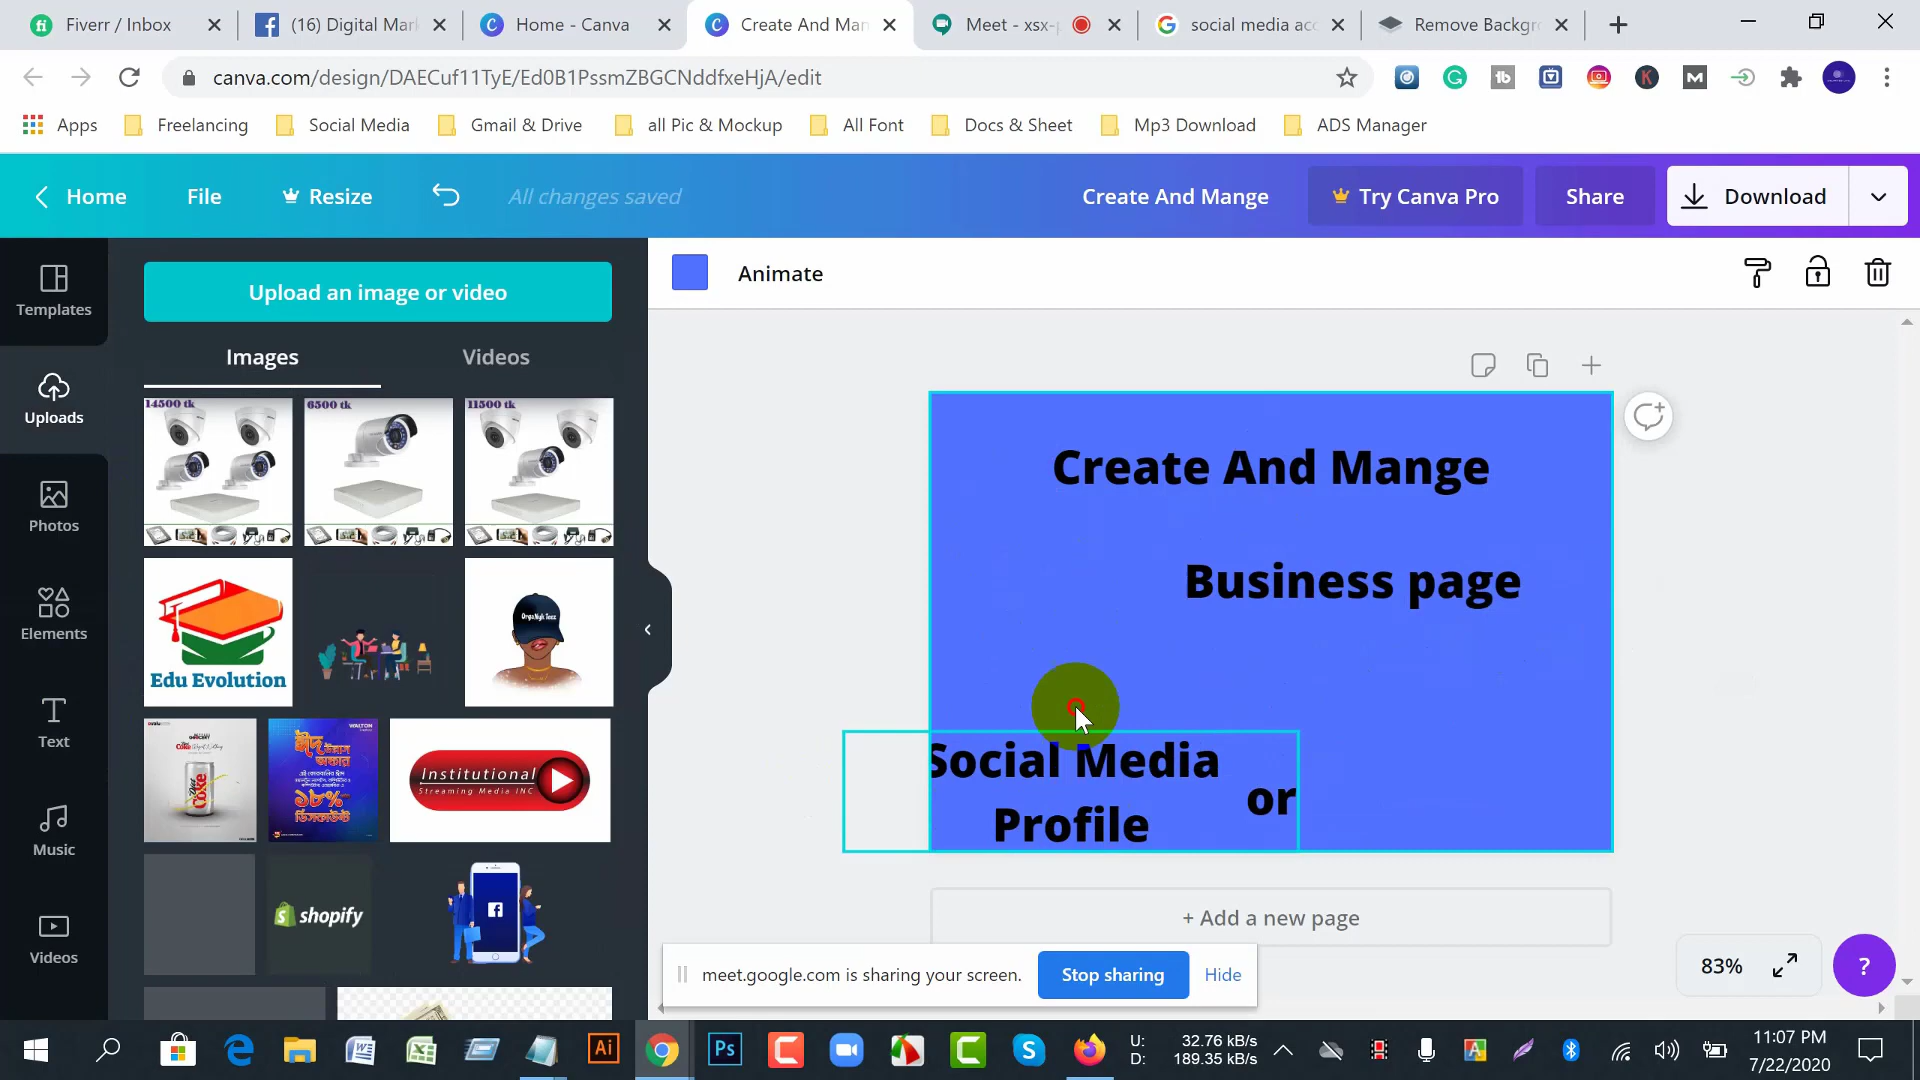 Fiverr / Inbox
(16) Digital Mark
Home - Canva
Create And Man
Meet - xsx-p
social media acc
Remove Backgr
canva.com/design/DAECuf11TyE/Ed0B1PssmZBGCNddfxeHjA/edit
Apps
Freelancing
Social Media
Gmail & Drive
all Pic & Mockup
All Font
Docs & Sheet
Mp3 Download
ADS Manager
Home
File
Resize
All changes saved
Create And Mange
Try Canva Pro
Share
Download
Templates
Uploads
Photos
Elements
Text
Music
Videos
Upload an image or video
Images
Videos
14500 tk
6500 tk
11500 tk
Edu Evolution
Institutional
Streaming Media INC
shopify
Animate
Create And Mange
Business page
Social Media
Profile
or
+ Add a new page
meet.google.com is sharing your screen.
Stop sharing
Hide
83%
?
U: 32.76 kB/s
D: 189.35 kB/s
11:07 PM
7/22/2020